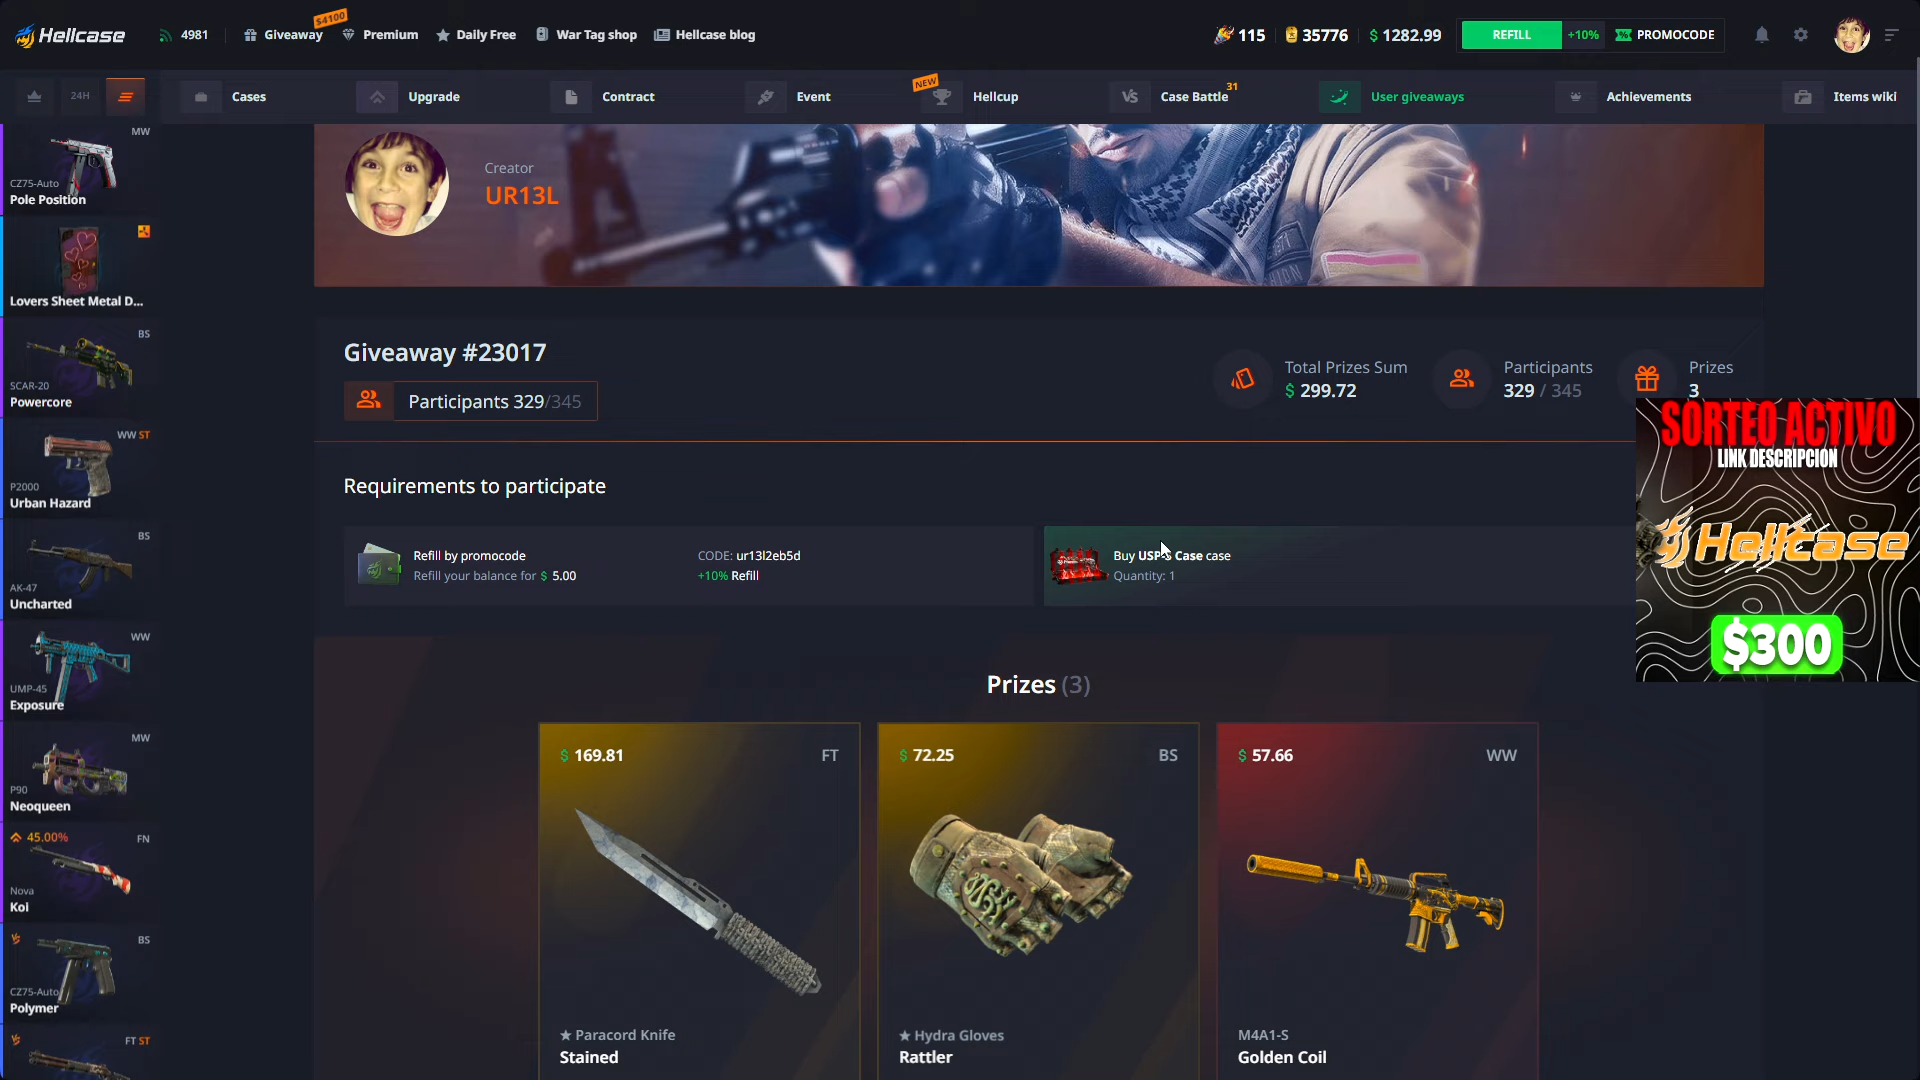 Hellcase
4981
$4100
Giveaway
Premium
Daily Free
War Tag shop
Hellcase blog
115
35776
$ 1282.99
REFILL
+10%
PROMOCODE
24H
Cases
Upgrade
Contract
Event
NEW
Hellcup
VS
Case Battle
31
User giveaways
Achievements
Items wiki
MW
CZ75-Auto
Pole Position
Lovers Sheet Metal D...
BS
SCAR-20
Powercore
WW ST
P2000
Urban Hazard
BS
AK-47
Uncharted
WW
UMP-45
Exposure
MW
P90
Neoqueen
45.00%
FN
Nova
Koi
BS
CZ75-Auto
Polymer
FT ST
Creator
UR13L
Giveaway #23017
Participants 329/345
Total Prizes Sum
$ 299.72
Participants
329 / 345
Prizes
3
Requirements to participate
Refill by promocode
Refill your balance for $ 5.00
CODE: ur13l2eb5d
+10% Refill
Buy USP-S Case case
Quantity: 1
SORTEO ACTIVO
LINK DESCRIPCION
Hellcase
$300
Prizes (3)
$ 169.81
FT
★ Paracord Knife
Stained
$ 72.25
BS
★ Hydra Gloves
Rattler
$ 57.66
WW
M4A1-S
Golden Coil